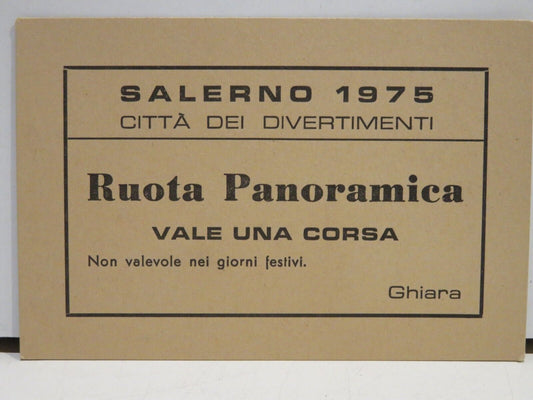 SALERNO 1975
CITTÀ DEI DIVERTIMENTI
Ruota Panoramica
VALE UNA CORSA
Non valevole nei giorni festivi.
Ghiara